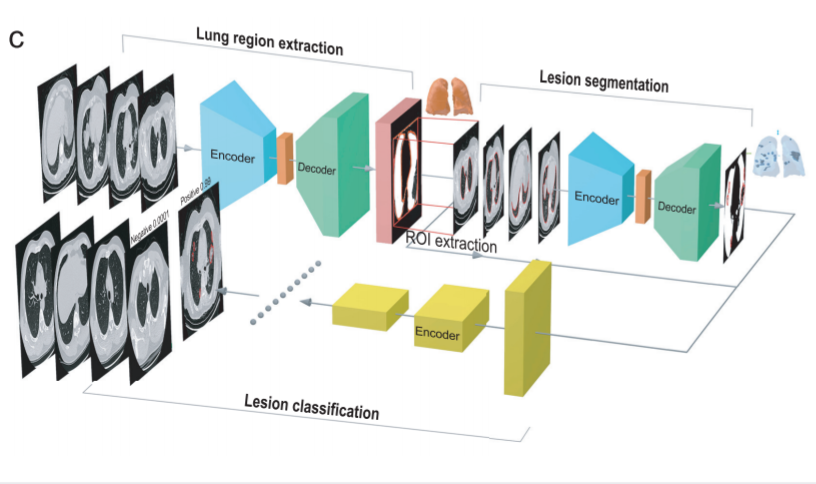 C
Lung region extraction
Lesion segmentation
Encoder
Decoder
Encoder
Decoder
Positive 0.99
Negative 0.0001
ROI extraction
Encoder
Lesion classification